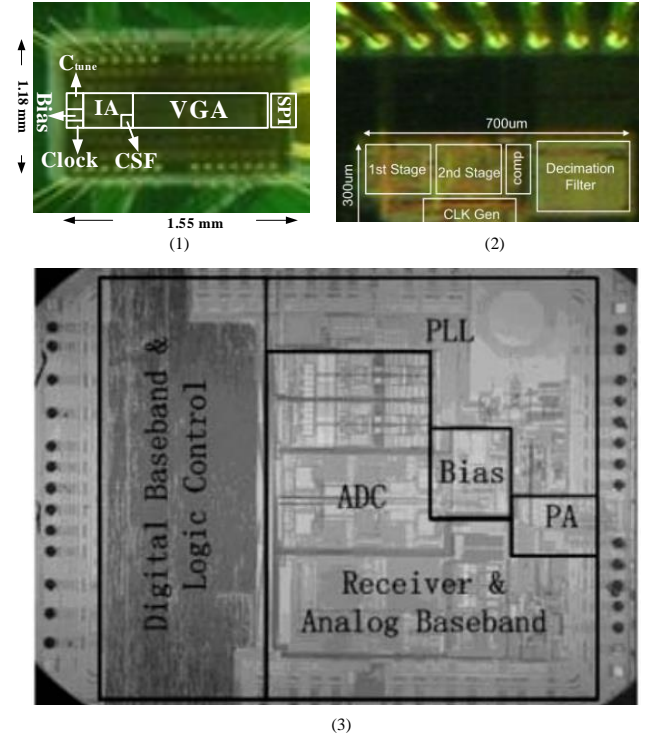 C_tune
1.18 mm
Bias
IA
VGA
SPI
Clock
CSF
1.55 mm
(1)
700um
300um
1st Stage
2nd Stage
comp
Decimation
Filter
CLK Gen
(2)
Digital Baseband &
Logic Control
PLL
ADC
Bias
PA
Receiver &
Analog Baseband
(3)